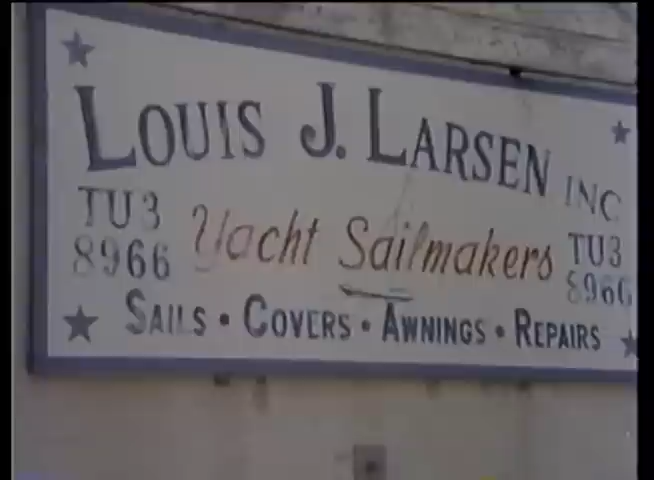 LOUIS J. LARSEN INC
TU3 8966
Yacht Sailmakers
TU3 8966
SAILS • COVERS • AWNINGS • REPAIRS